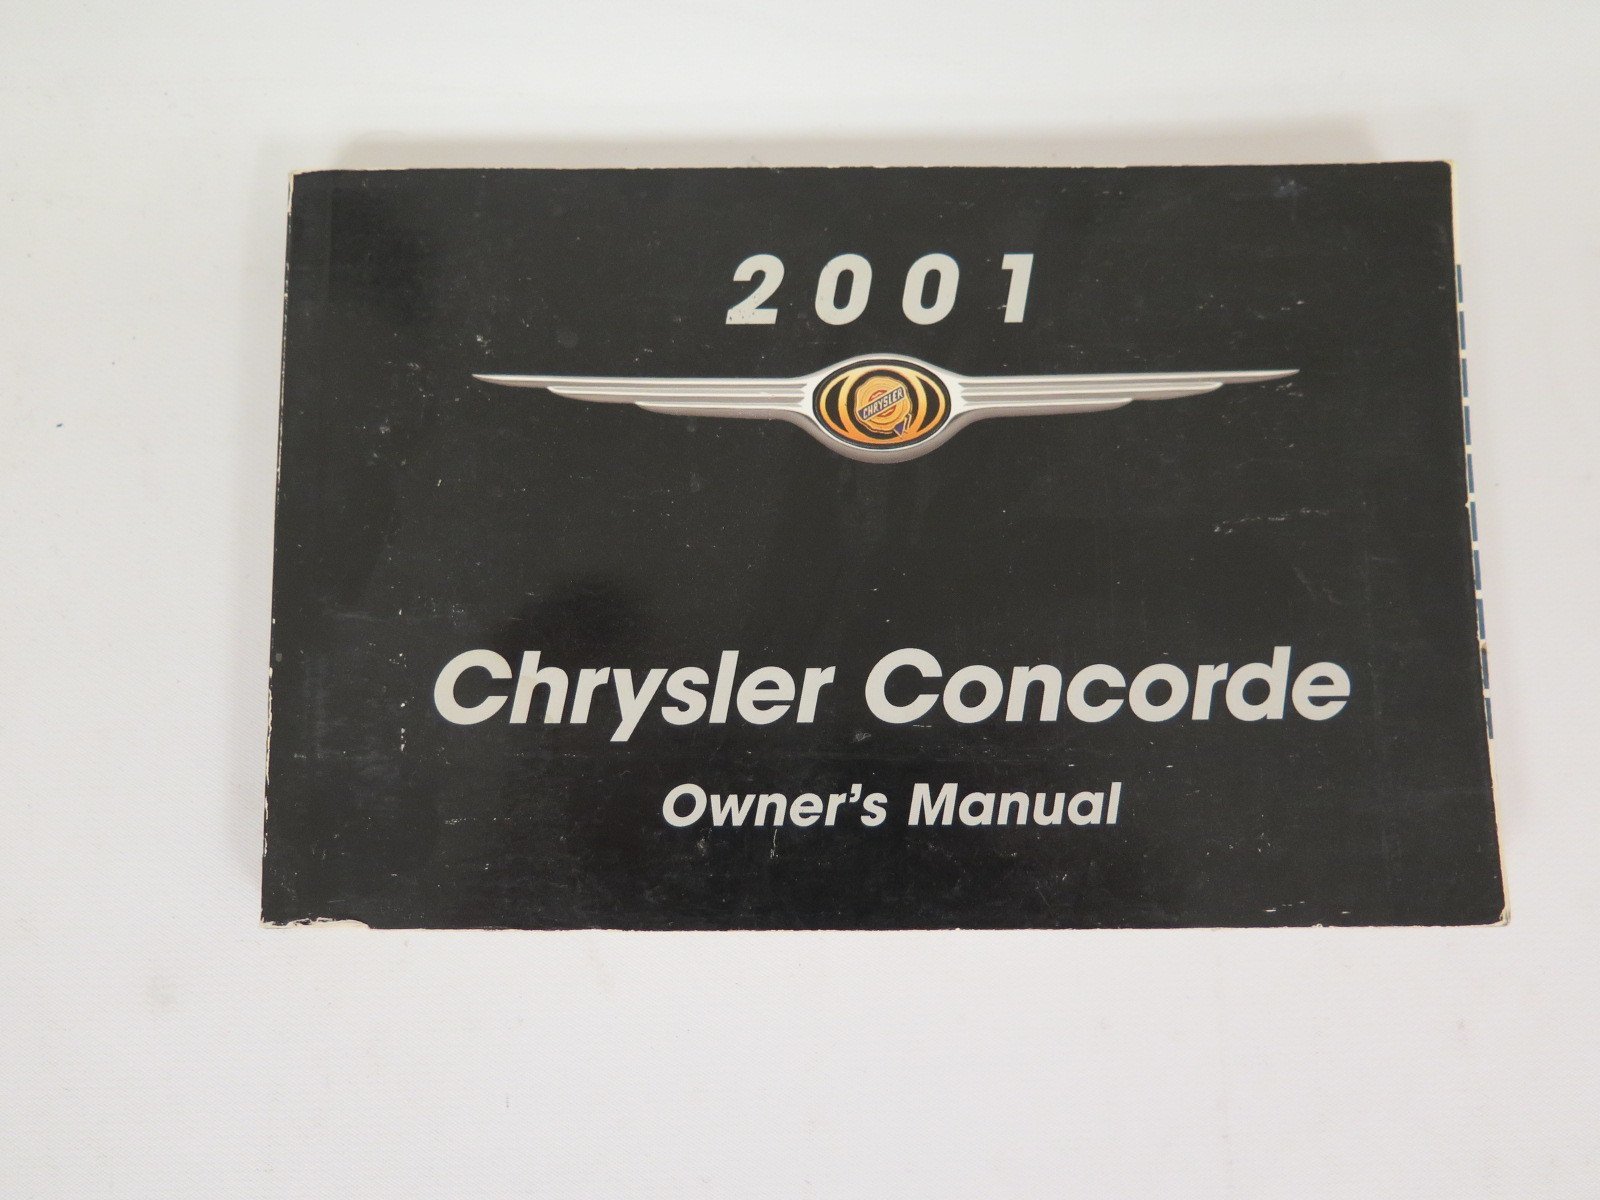 2001
CHRYSLER
Chrysler Concorde
Owner's Manual